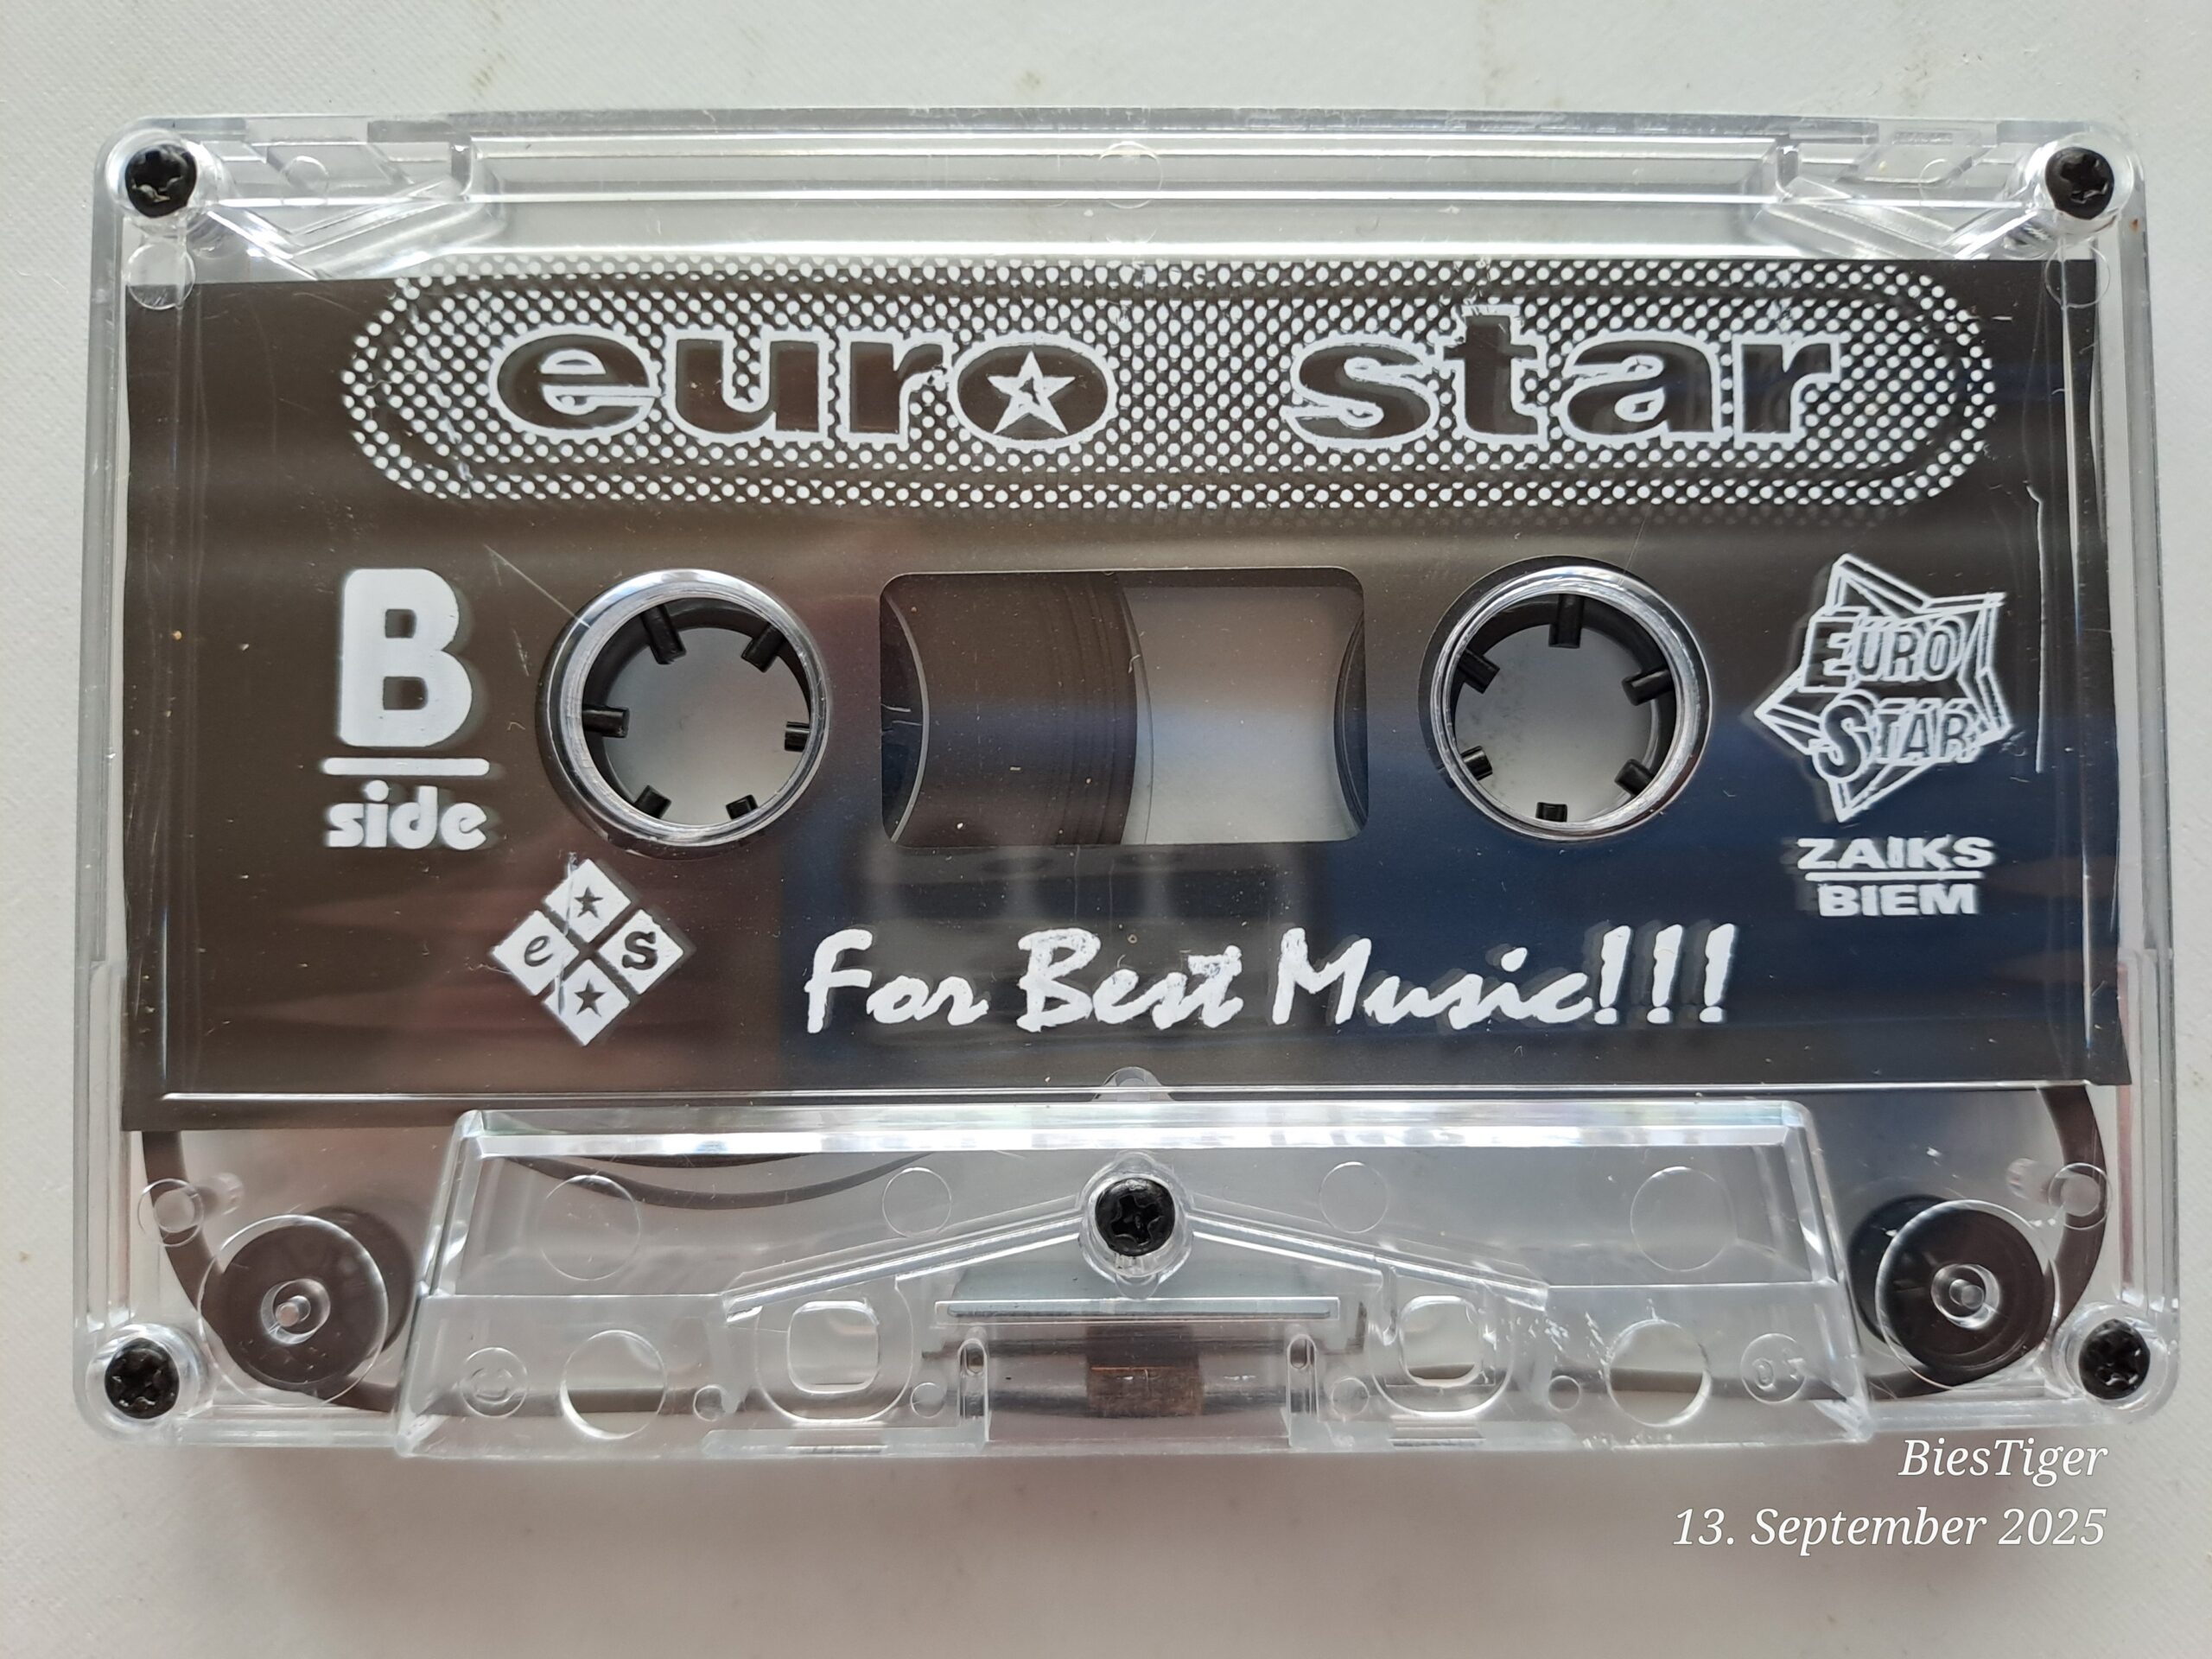 euro star
B
side
EURO
STAR
ZAIKS
BIEM
e s
For Best Music!!!
BiesTiger
13. September 2025